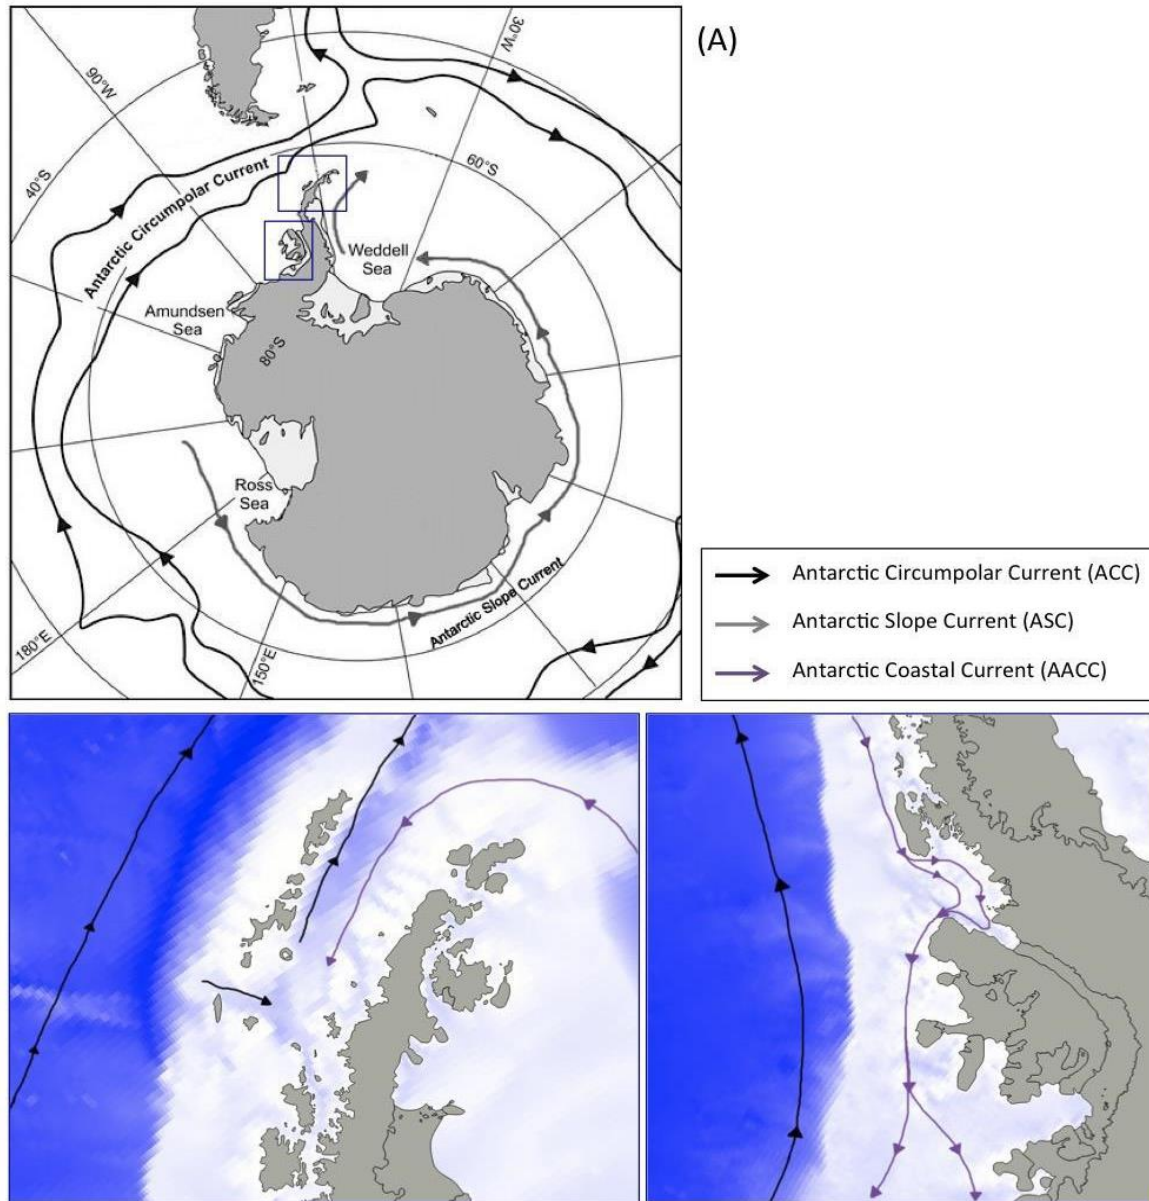 (A)
30°W
90°W
40°S
60°S
Antarctic Circumpolar Current
Weddell
Sea
Amundsen
Sea
80°S
Ross
Sea
Antarctic Slope Current
180°E
150°E
Antarctic Circumpolar Current (ACC)
Antarctic Slope Current (ASC)
Antarctic Coastal Current (AACC)